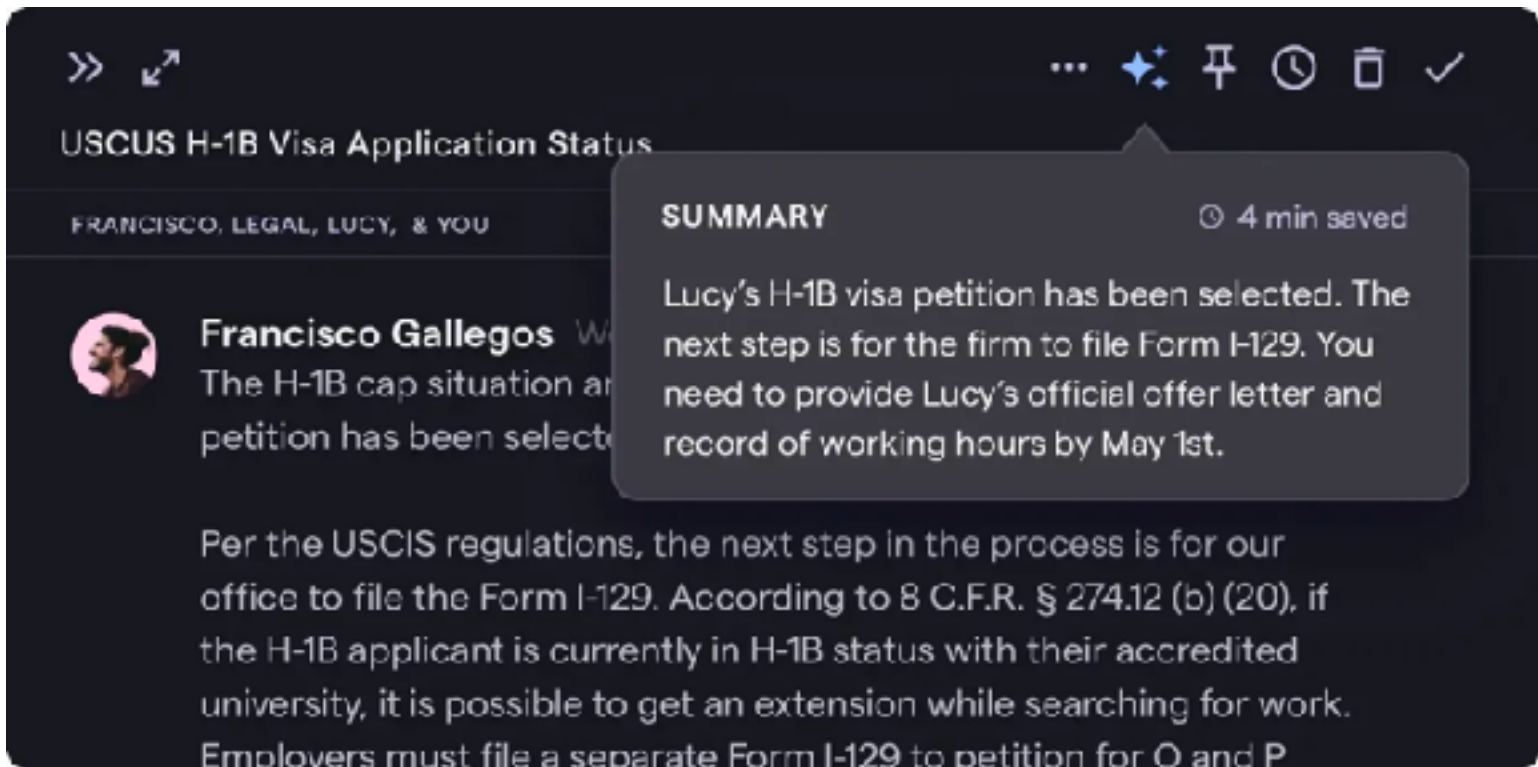 USCUS H-1B Visa Application Status
FRANCISCO, LEGAL, LUCY, & YOU
SUMMARY
4 min saved
Lucy's H-1B visa petition has been selected. The
next step is for the firm to file Form I-129. You
need to provide Lucy's official offer letter and
record of working hours by May 1st.
Francisco Gallegos
The H-1B cap situation
petition has been
Per the USCIS regulations, the next step in the process is for our
office to file the Form I-129. According to 8 C.F.R. § 274.12 (b) (20), if
the H-1B applicant is currently in H-1B status with their accredited
university, it is possible to get an extension while searching for work.
Employers must file a separate Form I-129 to petition for O and P